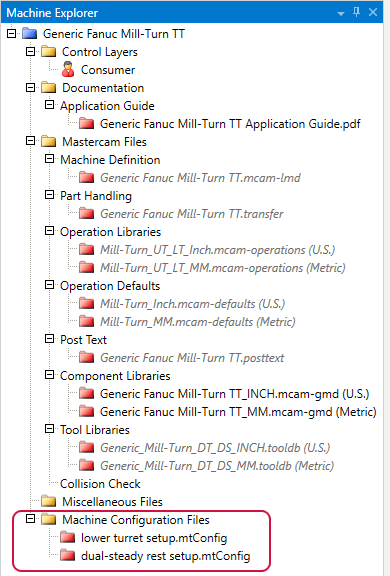 Machine Explorer
Generic Fanuc Mill-Turn TT
Control Layers
Consumer
Documentation
Application Guide
Generic Fanuc Mill-Turn TT Application Guide.pdf
Mastercam Files
Machine Definition
Generic Fanuc Mill-Turn TT.mcam-lmd
Part Handling
Generic Fanuc Mill-Turn TT.transfer
Operation Libraries
Mill-Turn_UT_LT_Inch.mcam-operations (U.S.)
Mill-Turn_UT_LT_MM.mcam-operations (Metric)
Operation Defaults
Mill-Turn_Inch.mcam-defaults (U.S.)
Mill-Turn_MM.mcam-defaults (Metric)
Post Text
Generic Fanuc Mill-Turn TT.posttext
Component Libraries
Generic Fanuc Mill-Turn TT_INCH.mcam-gmd (U.S.)
Generic Fanuc Mill-Turn TT_MM.mcam-gmd (Metric)
Tool Libraries
Generic_Mill-Turn_DT_DS_INCH.tooldb (U.S.)
Generic_Mill-Turn_DT_DS_MM.tooldb (Metric)
Collision Check
Miscellaneous Files
Machine Configuration Files
lower turret setup.mtConfig
dual-steady rest setup.mtConfig